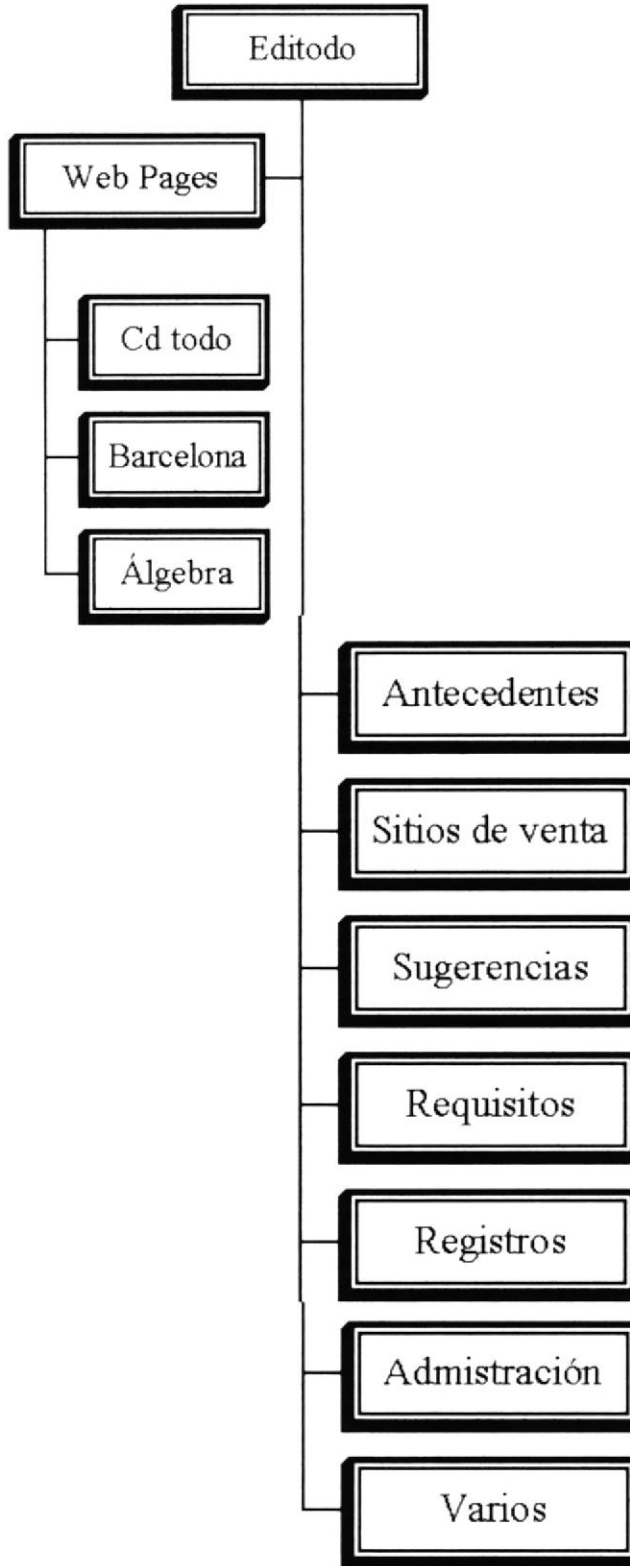 Editodo
Web Pages
Cd todo
Barcelona
Álgebra
Antecedentes
Sitios de venta
Sugerencias
Requisitos
Registros
Admistración
Varios